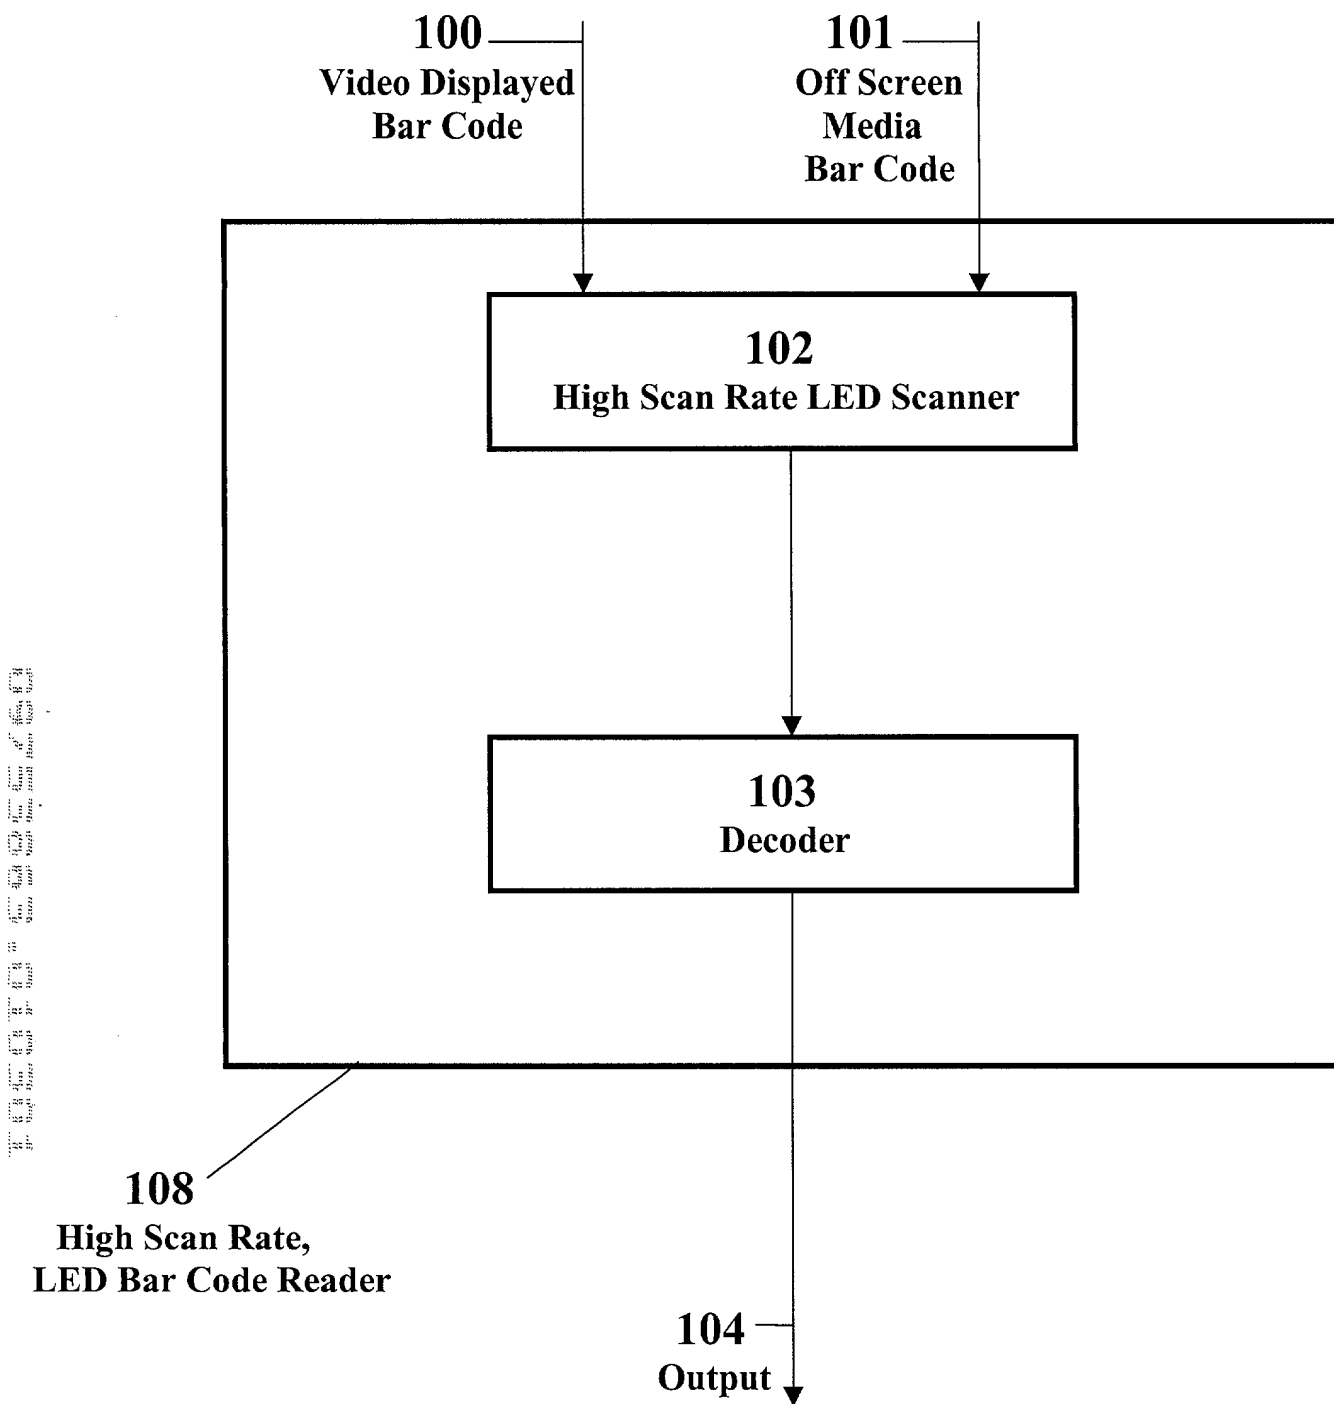 100
Video Displayed
Bar Code
101
Off Screen
Media
Bar Code
102
High Scan Rate LED Scanner
103
Decoder
108
High Scan Rate,
LED Bar Code Reader
104
Output